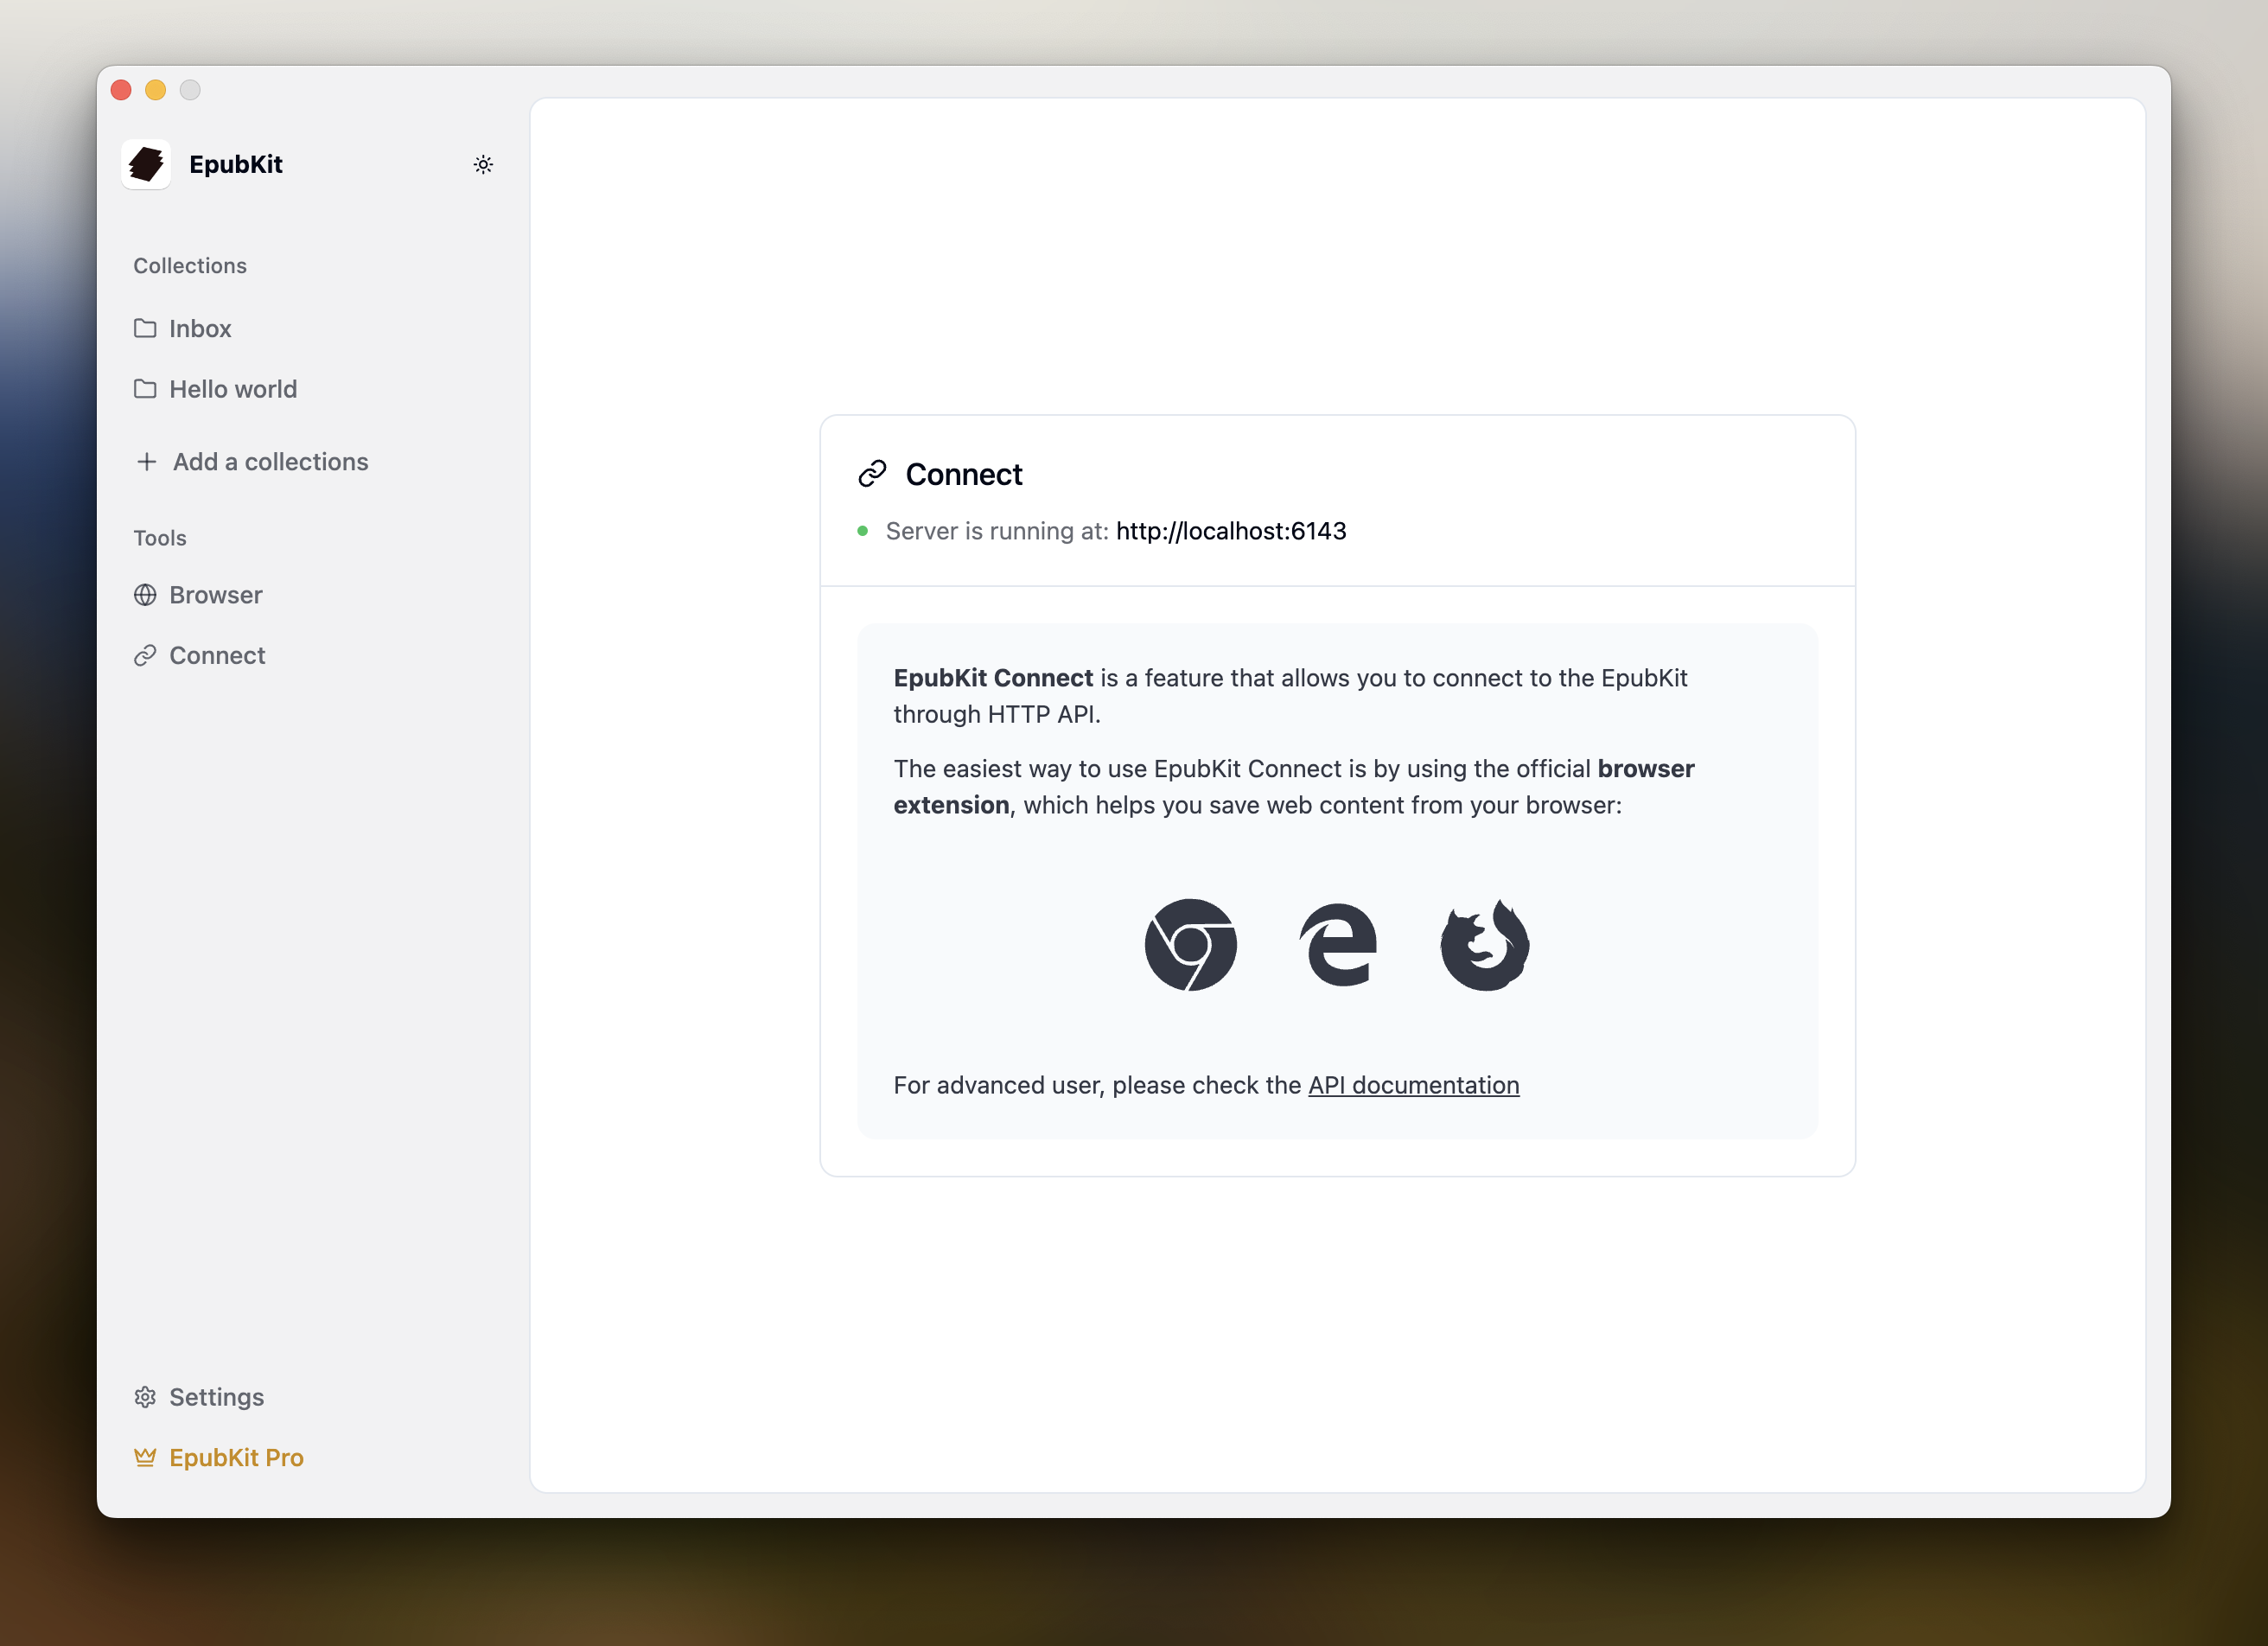 EpubKit
Collections
Inbox
Hello world
Add a collections
Tools
Browser
Connect
Settings
EpubKit Pro
Connect
Server is running at: http://localhost:6143
EpubKit Connect is a feature that allows you to connect to the EpubKit
through HTTP API.
The easiest way to use EpubKit Connect is by using the official browser
extension, which helps you save web content from your browser:
For advanced user, please check the API documentation